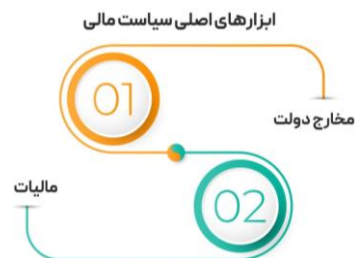 ابزارهای اصلی سیاست مالی
01
مخارج دولت
مالیات
02